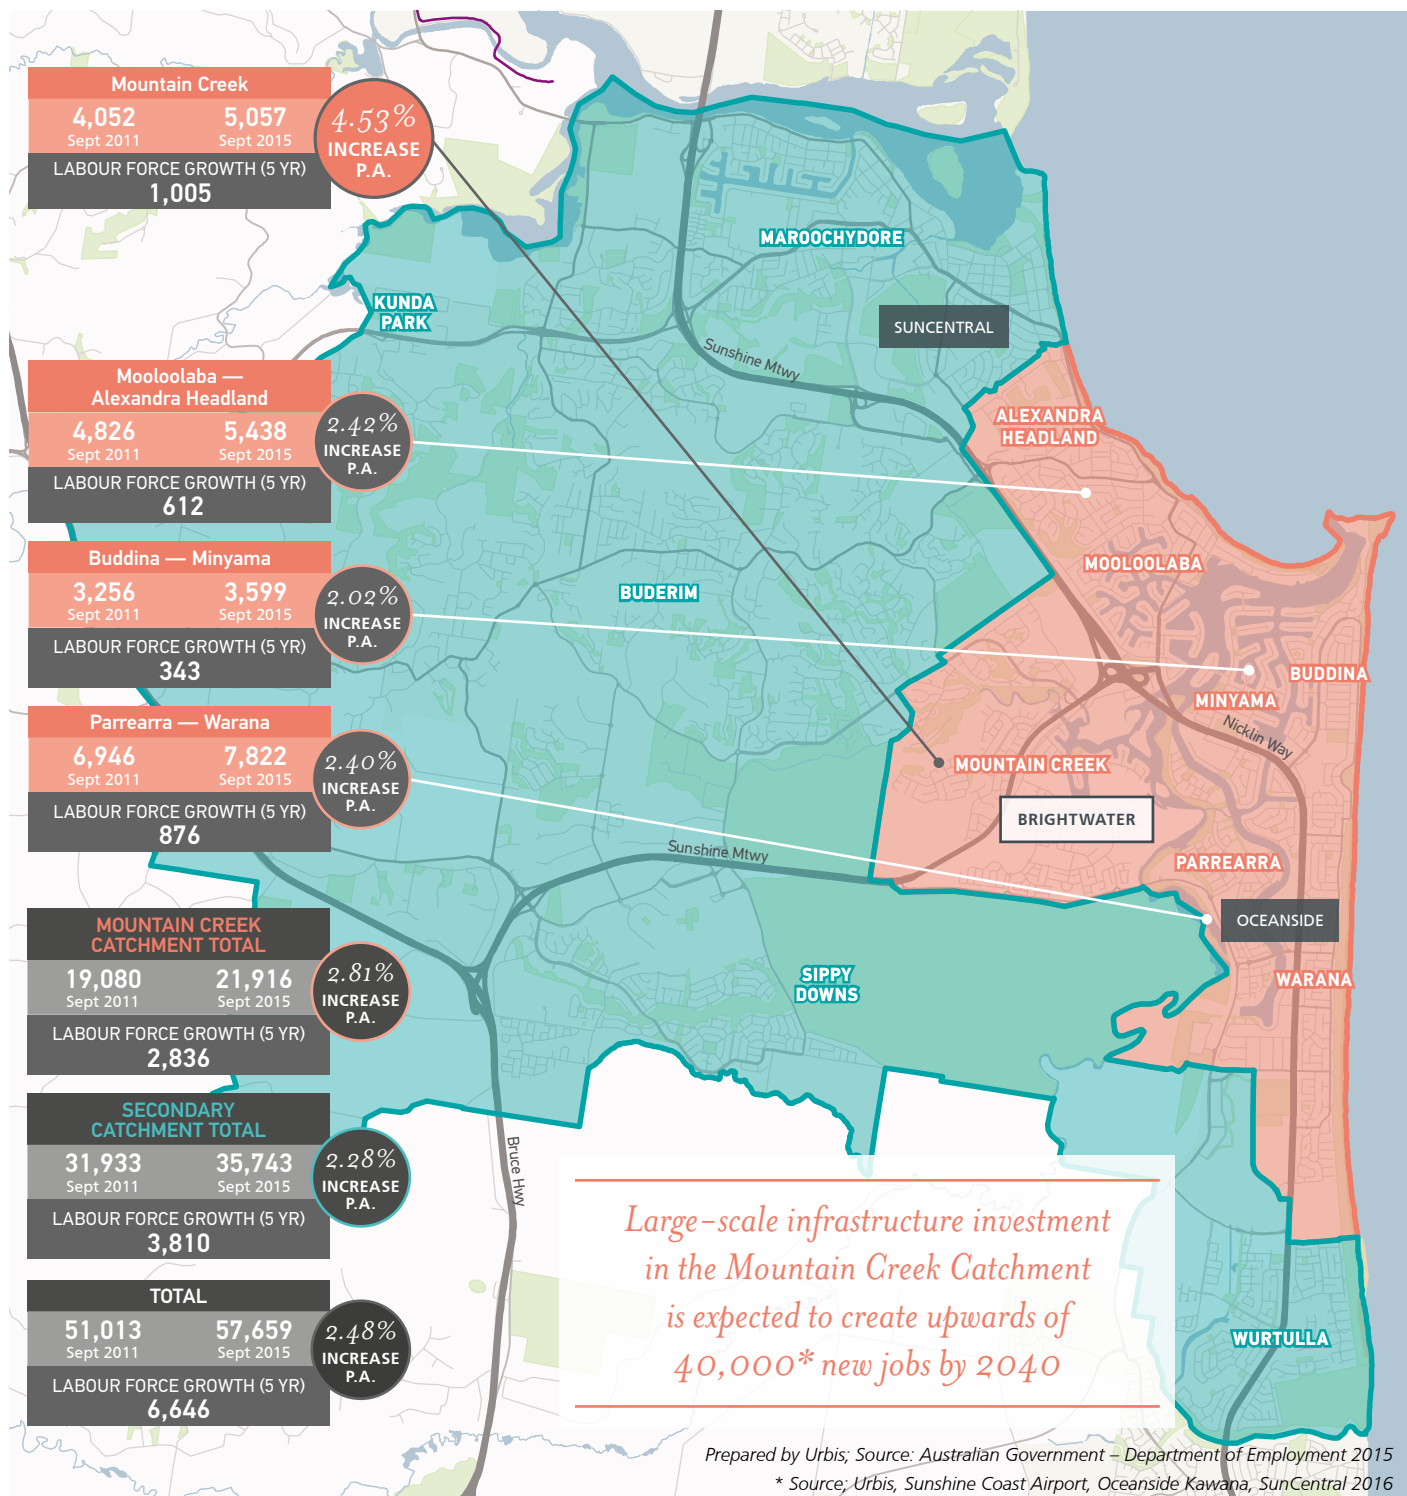 Mountain Creek
4,052 5,057
Sept 2011 Sept 2015
LABOUR FORCE GROWTH (5 YR)
1,005
4.53%
INCREASE
P.A.
Mooloolaba —
Alexandra Headland
4,826 5,438
Sept 2011 Sept 2015
LABOUR FORCE GROWTH (5 YR)
612
2.42%
INCREASE
P.A.
Buddina — Minyama
3,256 3,599
Sept 2011 Sept 2015
LABOUR FORCE GROWTH (5 YR)
343
2.02%
INCREASE
P.A.
Parrearra — Warana
6,946 7,822
Sept 2011 Sept 2015
LABOUR FORCE GROWTH (5 YR)
876
2.40%
INCREASE
P.A.
MOUNTAIN CREEK
CATCHMENT TOTAL
19,080 21,916
Sept 2011 Sept 2015
LABOUR FORCE GROWTH (5 YR)
2,836
2.81%
INCREASE
P.A.
SECONDARY
CATCHMENT TOTAL
31,933 35,743
Sept 2011 Sept 2015
LABOUR FORCE GROWTH (5 YR)
3,810
2.28%
INCREASE
P.A.
TOTAL
51,013 57,659
Sept 2011 Sept 2015
LABOUR FORCE GROWTH (5 YR)
6,646
2.48%
INCREASE
P.A.
MAROOCHYDORE
KUNDA
PARK
SUNCENTRAL
Sunshine Mtwy
ALEXANDRA
HEADLAND
MOOLOOLABA
BUDERIM
BUDDINA
MINYAMA
Nicklin Way
MOUNTAIN CREEK
BRIGHTWATER
Sunshine Mtwy
PARREARRA
OCEANSIDE
SIPPY
DOWNS
WARANA
Bruce Hwy
WURTULLA
Large-scale infrastructure investment
in the Mountain Creek Catchment
is expected to create upwards of
40,000* new jobs by 2040
Prepared by Urbis; Source: Australian Government – Department of Employment 2015
* Source; Urbis, Sunshine Coast Airport, Oceanside Kawana, SunCentral 2016